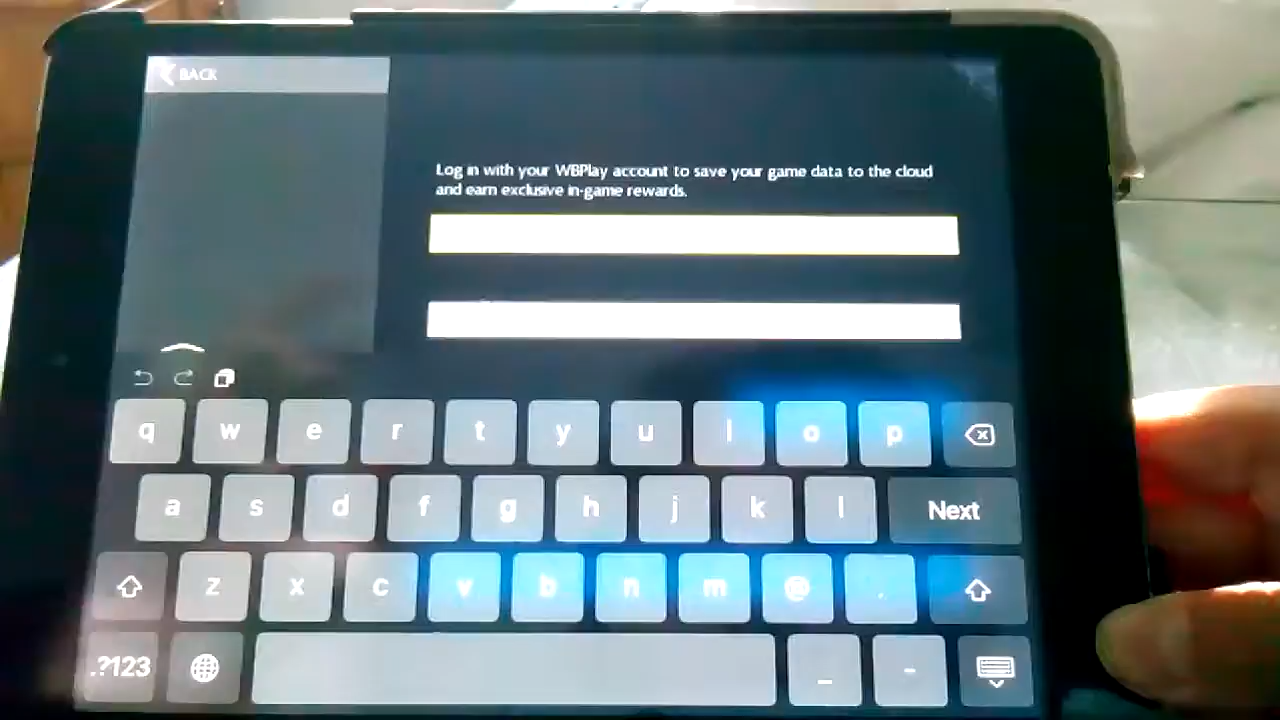 BACK
Log in with your WBPlay account to save your game data to the cloud
and earn exclusive in-game rewards.
q w e r t y u i o p
a s d f g h j k l Next
z x c v b n m @ .
.?123 _ -